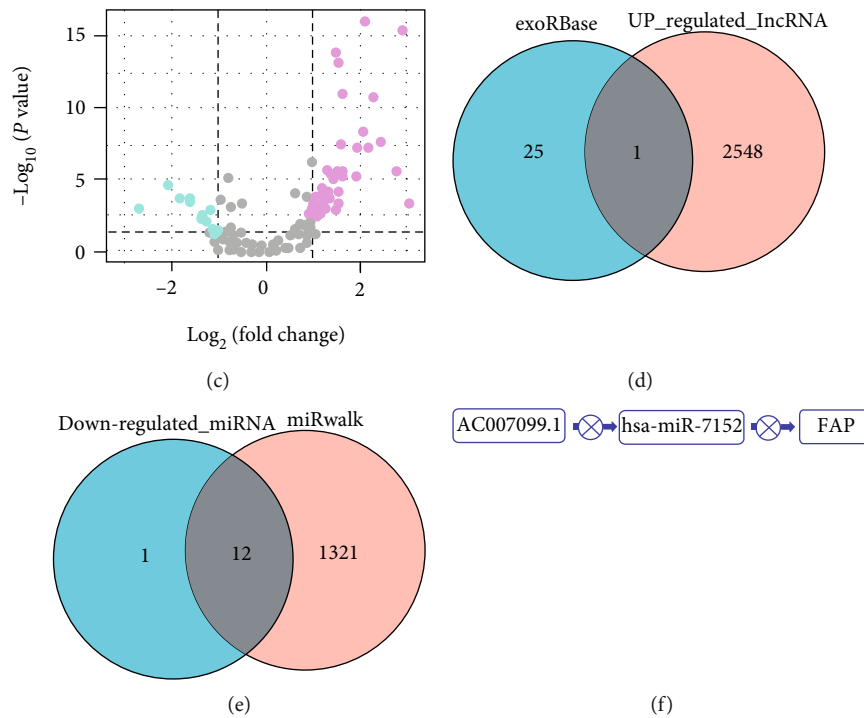 15
10
5
0
−Log10 (P value)
−2
0
2
Log2 (fold change)
(c)
exoRBase
UP_regulated_IncRNA
25
1
2548
(d)
Down-regulated_miRNA
miRwalk
1
12
1321
(e)
AC007099.1
hsa-miR-7152
FAP
(f)